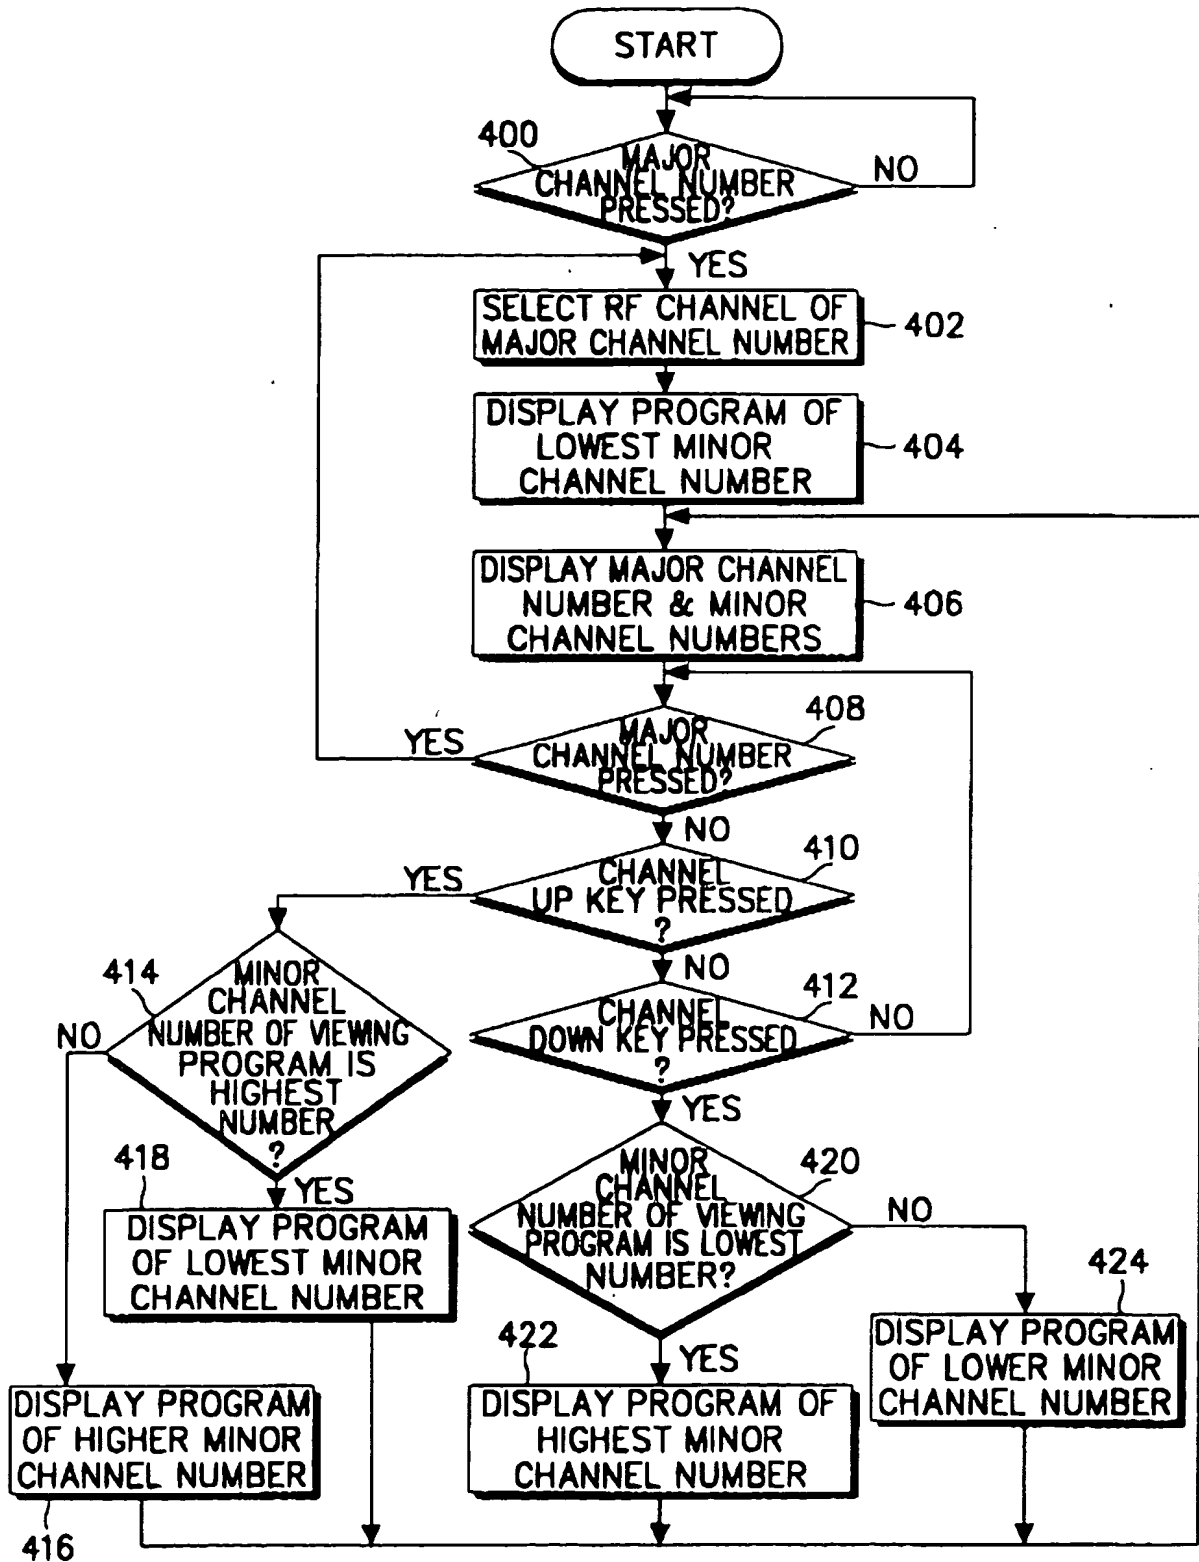 START
400
MAJOR
CHANNEL NUMBER
PRESSED?
NO
YES
SELECT RF CHANNEL OF
MAJOR CHANNEL NUMBER
402
DISPLAY PROGRAM OF
LOWEST MINOR
CHANNEL NUMBER
404
DISPLAY MAJOR CHANNEL
NUMBER & MINOR
CHANNEL NUMBERS
406
408
YES
MAJOR
CHANNEL NUMBER
PRESSED?
NO
410
YES
CHANNEL
UP KEY PRESSED
?
NO
412
CHANNEL
DOWN KEY PRESSED
?
NO
YES
414
NO
MINOR
CHANNEL
NUMBER OF VIEWING
PROGRAM IS
HIGHEST
NUMBER
?
YES
418
DISPLAY PROGRAM
OF LOWEST MINOR
CHANNEL NUMBER
420
MINOR
CHANNEL
NUMBER OF VIEWING
PROGRAM IS LOWEST
NUMBER?
NO
YES
424
DISPLAY PROGRAM
OF LOWER MINOR
CHANNEL NUMBER
422
DISPLAY PROGRAM OF
HIGHEST MINOR
CHANNEL NUMBER
DISPLAY PROGRAM
OF HIGHER MINOR
CHANNEL NUMBER
416